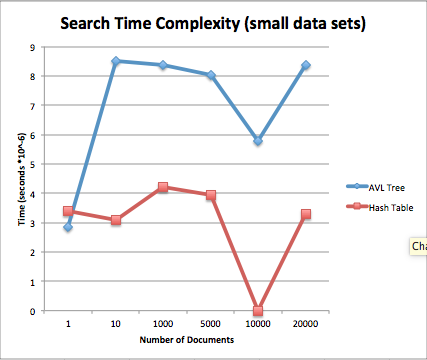 Search Time Complexity (small data sets)
9
8
7
6
5
4
3
2
1
0
Time (seconds *10^-6)
1 10 1000 5000 10000 20000
Number of Documents
AVL Tree
Hash Table